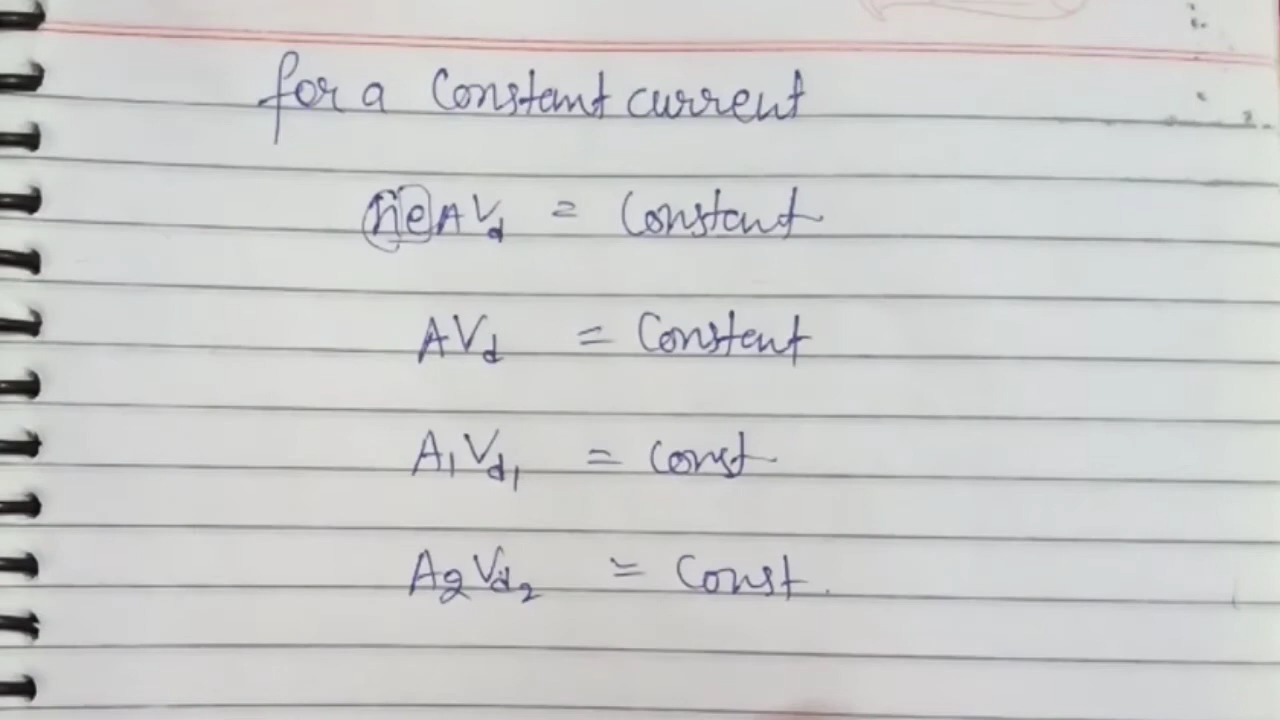 for a Constant current
neAVd = Constant
AVd = Constent
A1Vd1 = Const
A2Vd2 = Const.